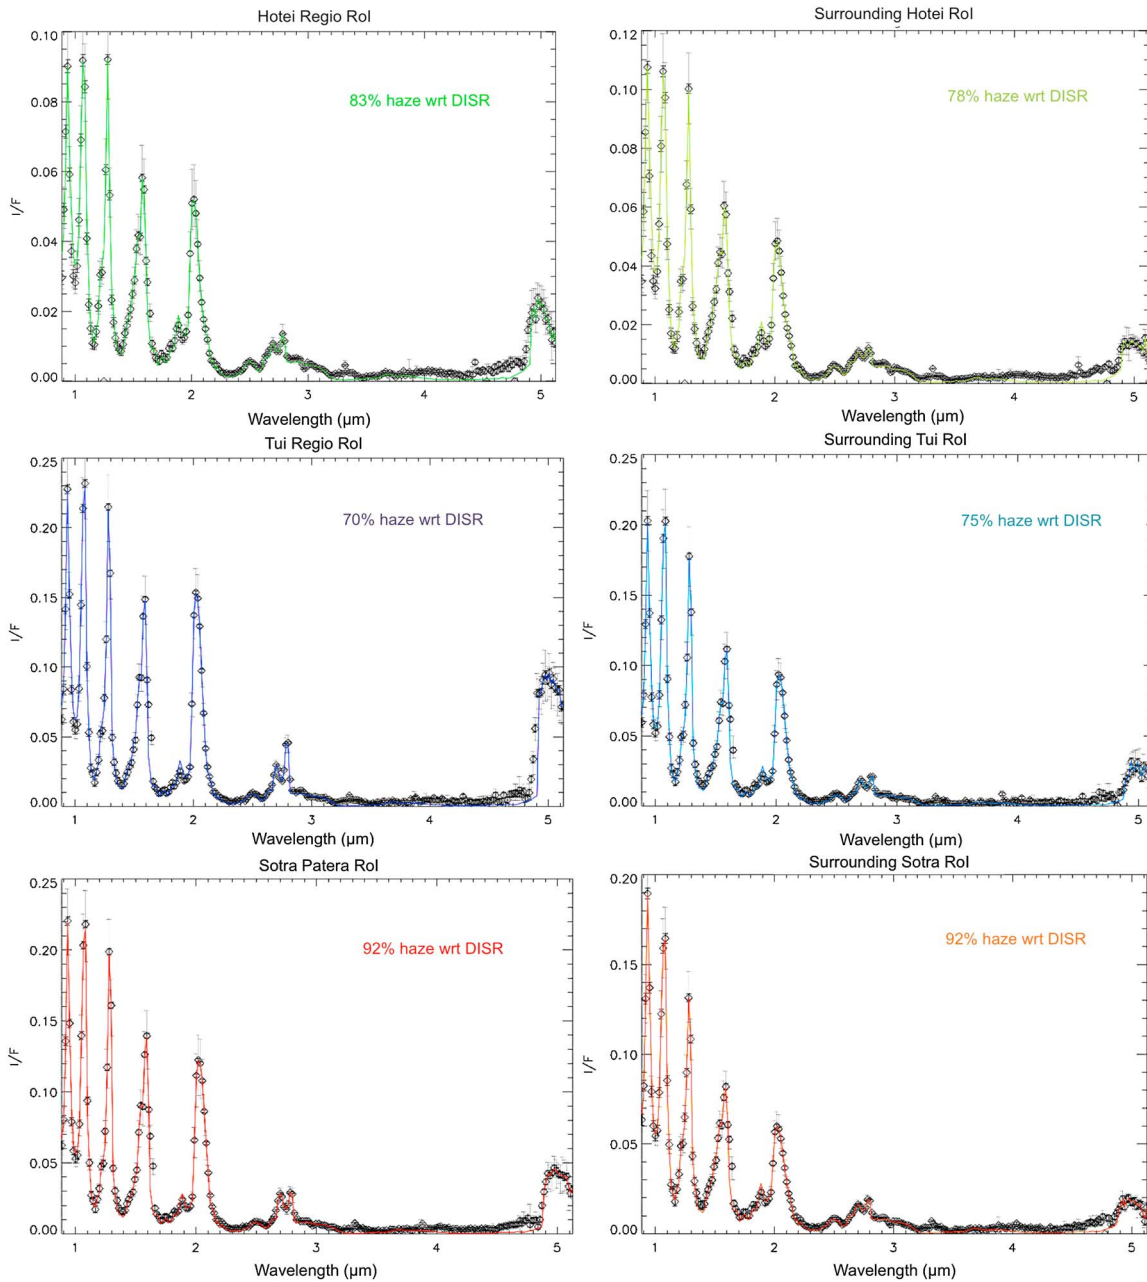 Hotei Regio RoI
0.10
0.08
0.06
0.04
0.02
0.00
I/F
83% haze wrt DISR
1 2 3 4 5
Wavelength (μm)
Surrounding Hotei RoI
0.12
0.10
0.08
0.06
0.04
0.02
0.00
78% haze wrt DISR
1 2 3 4 5
Wavelength (μm)
Tui Regio RoI
0.25
0.20
0.15
0.10
0.05
0.00
I/F
70% haze wrt DISR
1 2 3 4 5
Wavelength (μm)
Surrounding Tui RoI
0.25
0.20
0.15
0.10
0.05
0.00
I/F
75% haze wrt DISR
1 2 3 4 5
Wavelength (μm)
Sotra Patera RoI
0.25
0.20
0.15
0.10
0.05
0.00
I/F
92% haze wrt DISR
1 2 3 4 5
Wavelength (μm)
Surrounding Sotra RoI
0.20
0.15
0.10
0.05
0.00
I/F
92% haze wrt DISR
1 2 3 4 5
Wavelength (μm)